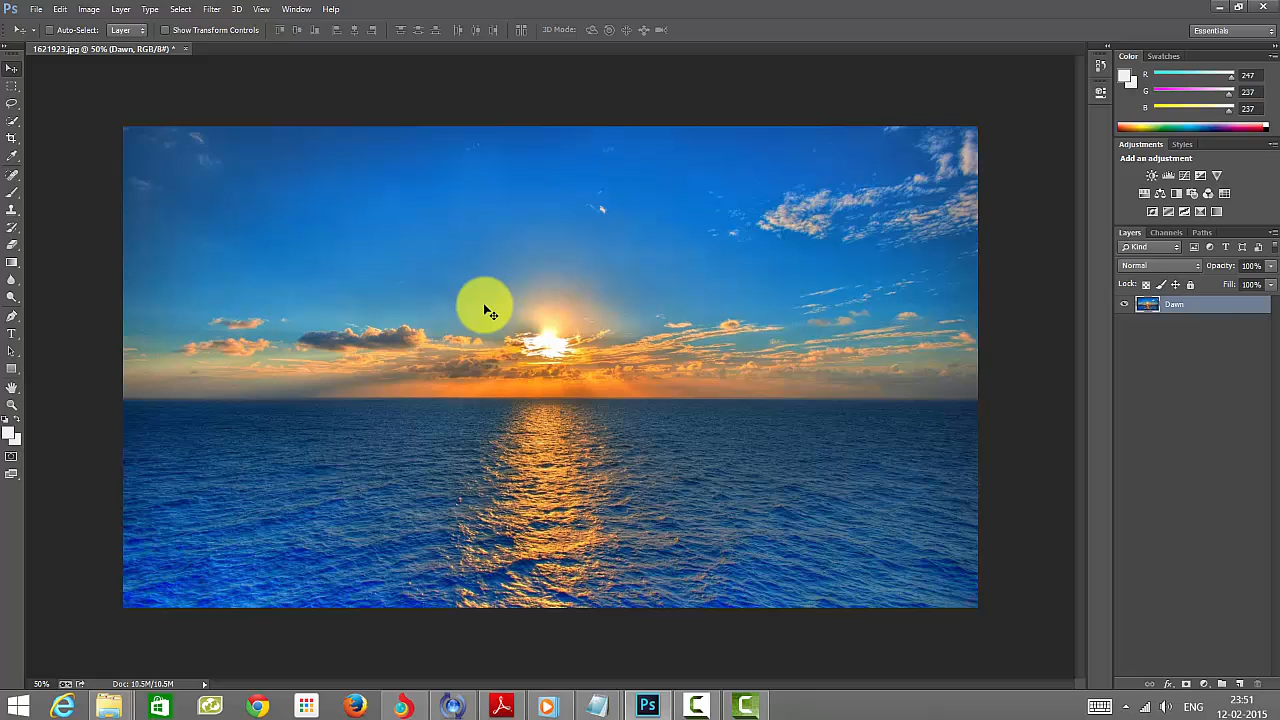 Ps File Edit Image Layer Type Select Filter 3D View Window Help
Auto-Select: Layer Show Transform Controls 3D Mode: Essentials
1621923.jpg @ 50% (Dawn, RGB/8#) * ×
Color Swatches
R 247
G 237
B 237
Adjustments Styles
Add an adjustment
Layers Channels Paths
Kind T
Normal Opacity: 100%
Lock: Fill: 100%
Dawn
50% Doc: 10.5M/10.5M
fx
Ps C C ENG 23:51
12-02-2015